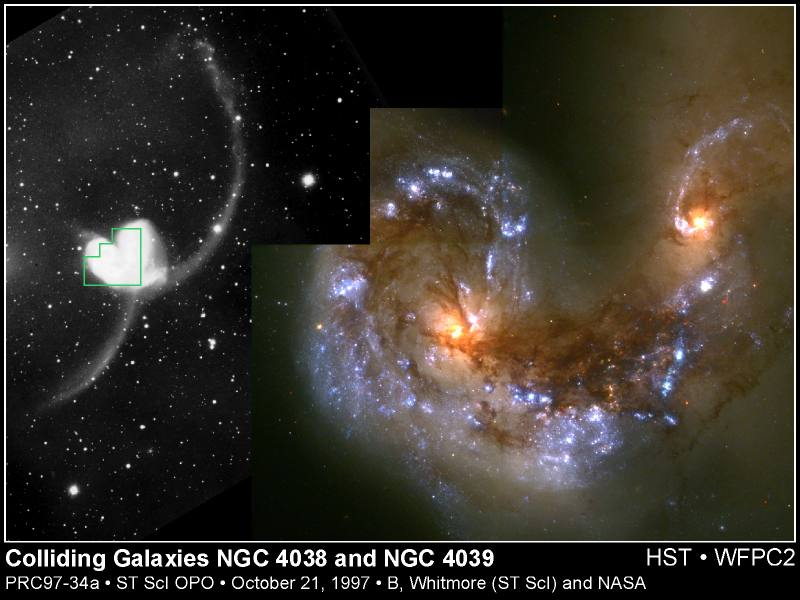 Colliding Galaxies NGC 4038 and NGC 4039 HST • WFPC2
PRC97-34a • ST ScI OPO • October 21, 1997 • B, Whitmore (ST ScI) and NASA